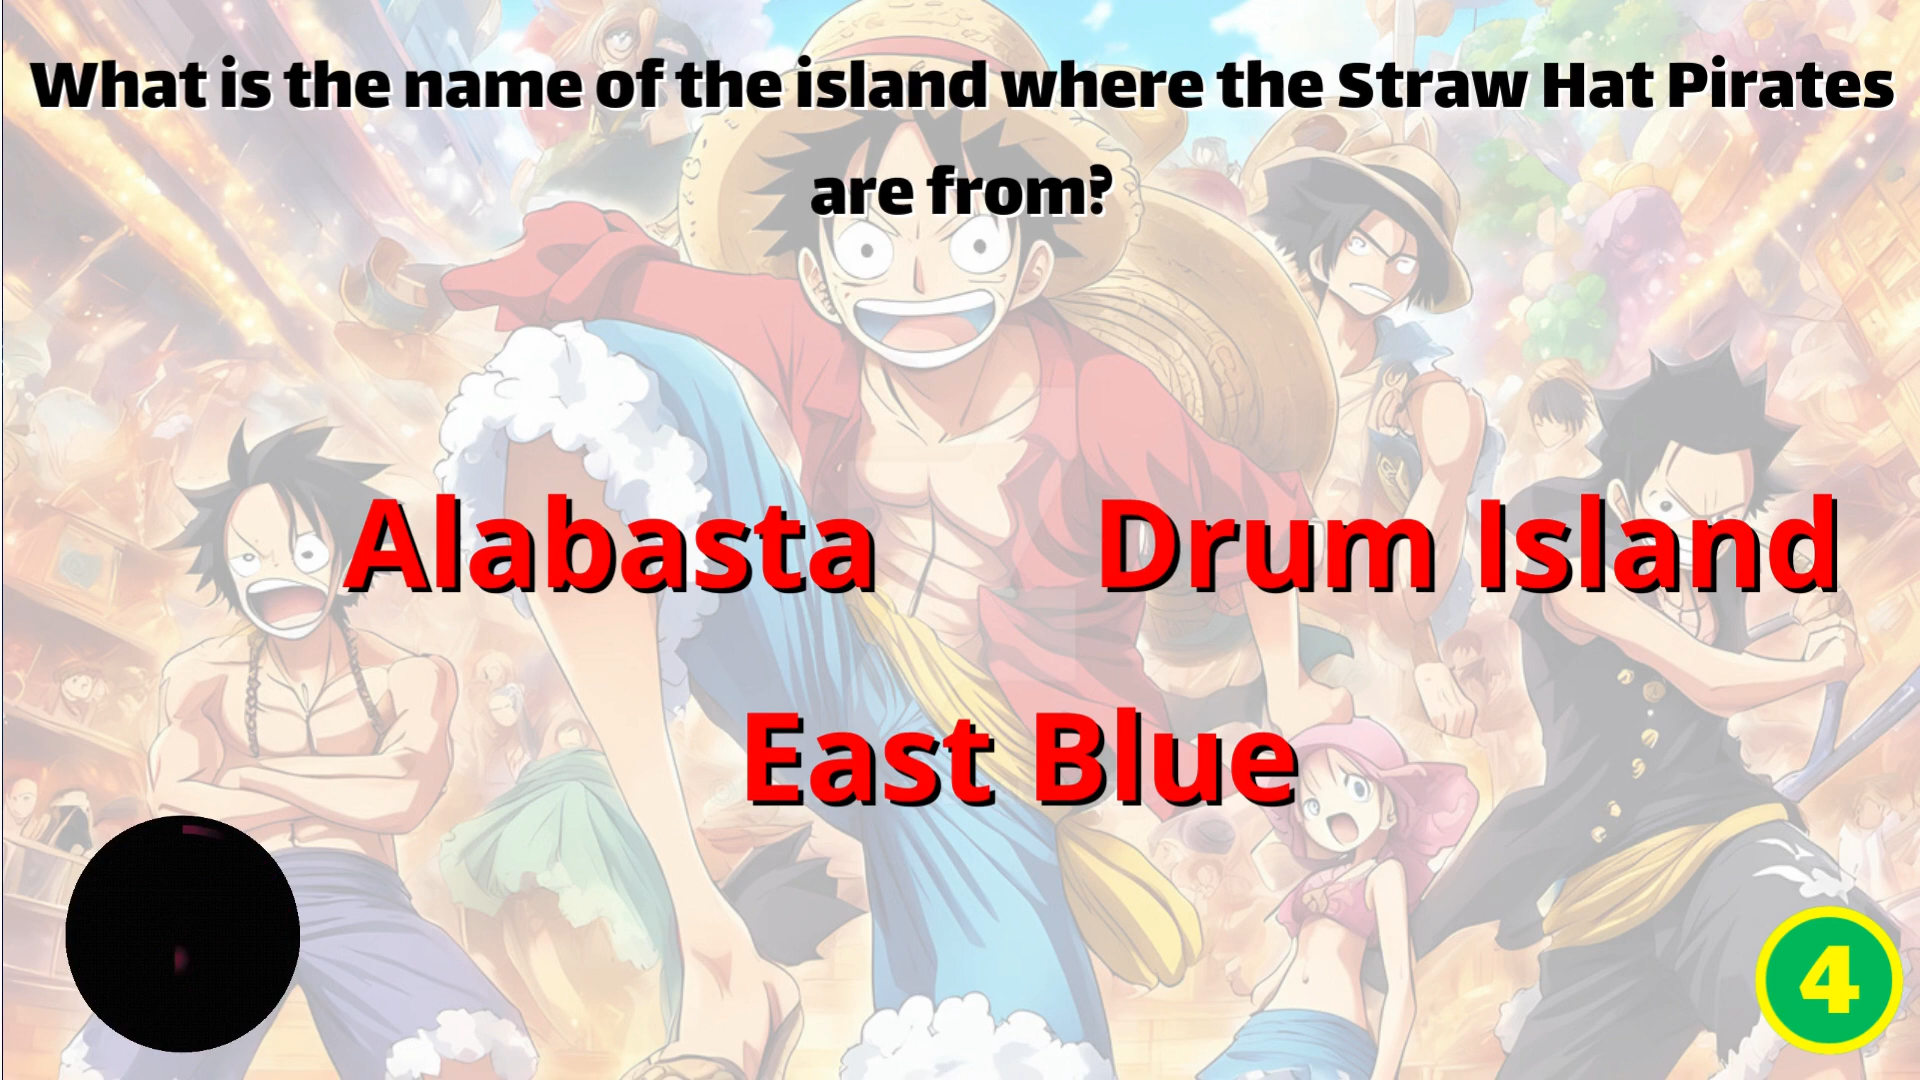 What is the name of the island where the Straw Hat Pirates
are from?
Alabasta
Drum Island
East Blue
4